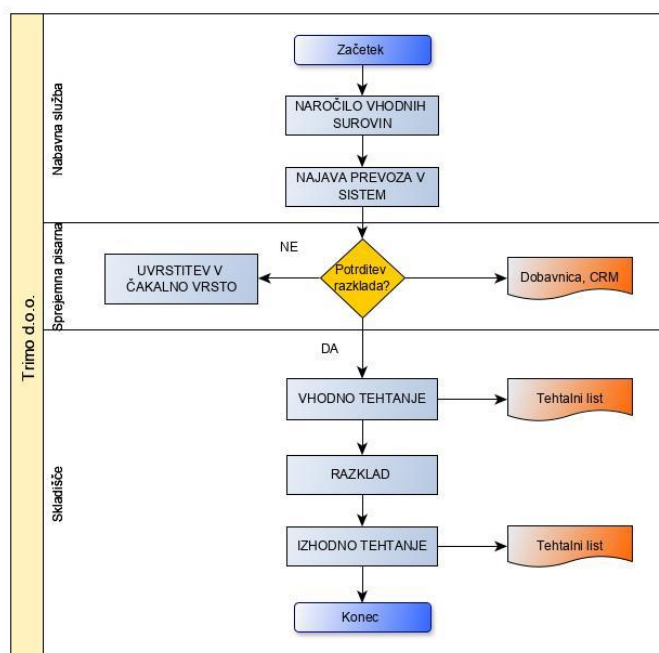 Trimo d.o.o.
Nabavna služba
Začetek
NAROČILO VHODNIH
SUROVIN
NAJAVA PREVOZA V
SISTEM
Sprejemna pisarna
NE
UVRSTITEV V
ČAKALNO VRSTO
Potrditev
razklada?
Dobavnica, CRM
DA
Skladišče
VHODNO TEHTANJE
Tehtalni list
RAZKLAD
IZHODNO TEHTANJE
Tehtalni list
Konec